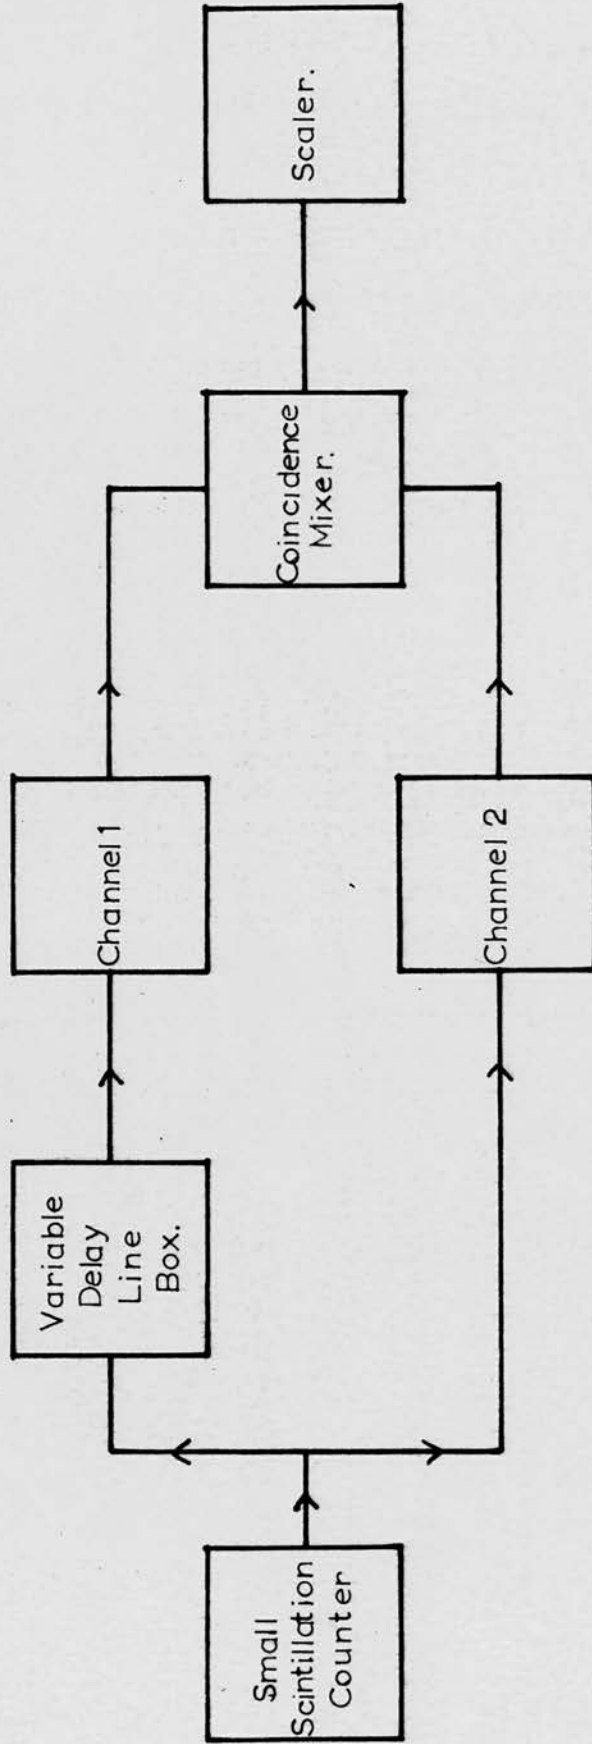 Small
Scintillation
Counter
Variable
Delay
Line
Box.
Channel 1
Channel 2
Coincidence
Mixer.
Scaler.